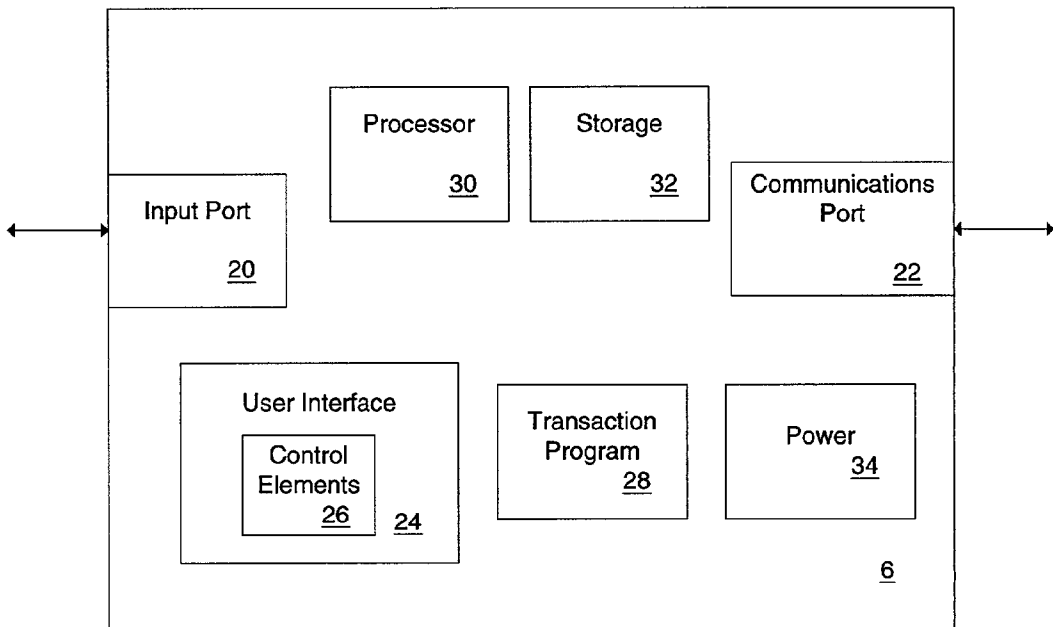 Processor
30
Storage
32
Input Port
20
Communications
Port
22
User Interface
Control
Elements
26
24
Transaction
Program
28
Power
34
6